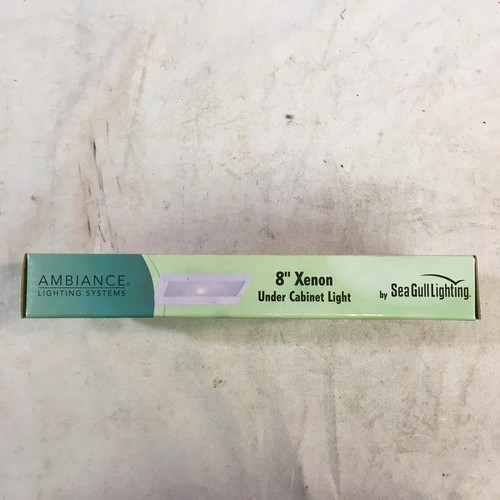 AMBIANCE®
LIGHTING SYSTEMS
8" Xenon
Under Cabinet Light
by Sea Gull Lighting